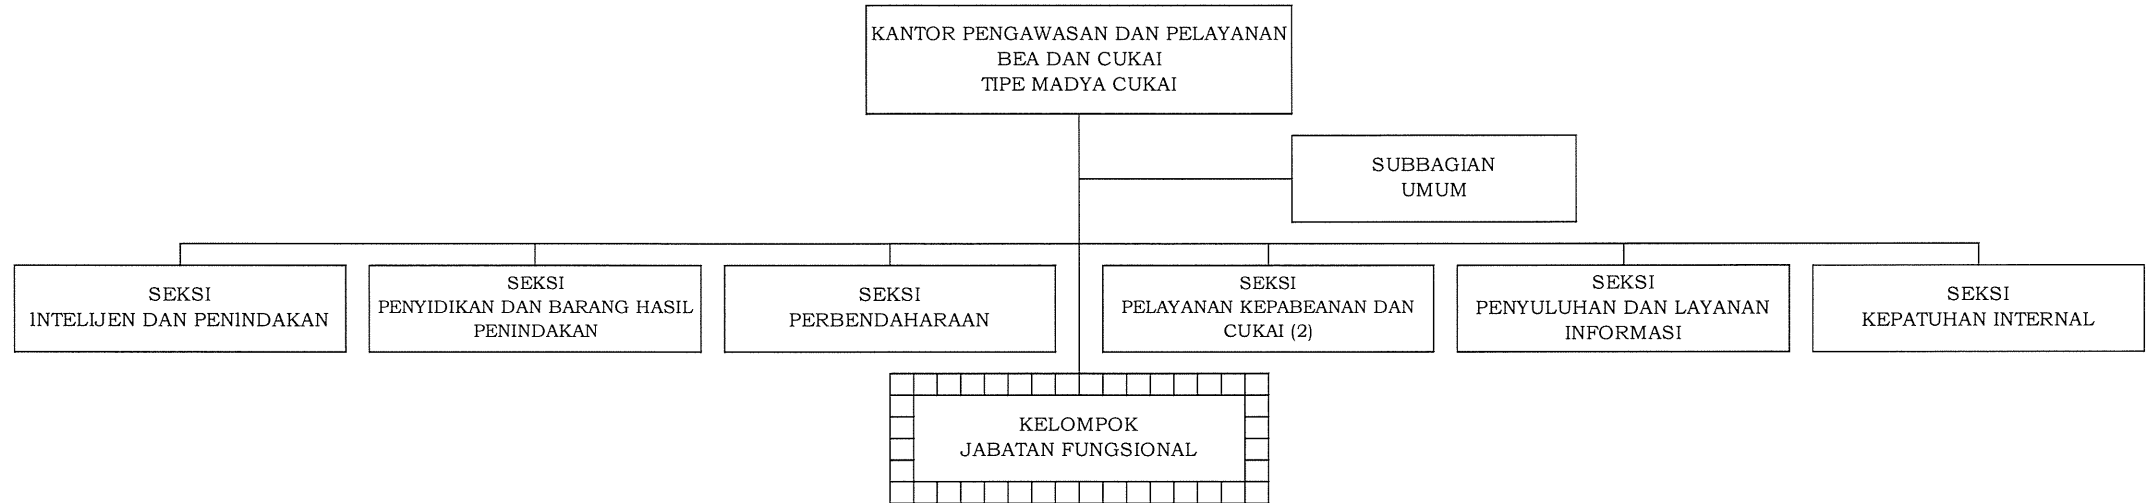 KANTOR PENGAWASAN DAN PELAYANAN
BEA DAN CUKAI
TIPE MADYA CUKAI
SUBBAGIAN
UMUM
SEKSI
INTELIJEN DAN PENINDAKAN
SEKSI
PENYIDIKAN DAN BARANG HASIL
PENINDAKAN
SEKSI
PERBENDAHARAAN
SEKSI
PELAYANAN KEPABEANAN DAN
CUKAI (2)
SEKSI
PENYULUHAN DAN LAYANAN
INFORMASI
SEKSI
KEPATUHAN INTERNAL
KELOMPOK
JABATAN FUNGSIONAL